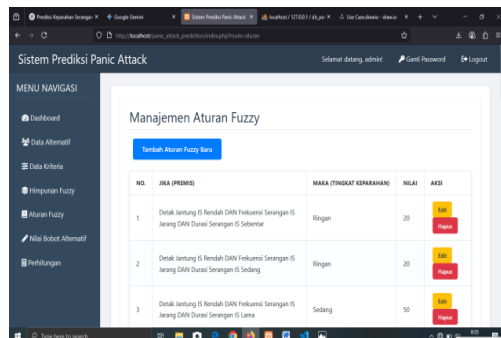 Prediksi Keparahan Serangan
Google Gemini
Sistem Prediksi Panic Attack
localhost / 127.0.0.1 / db_pan
Use Case.drawio - draw.io
http://localhost/panic_attack_prediction/index.php?route=aturan
Sistem Prediksi Panic Attack
Selamat datang, admin!
Ganti Password
Logout
MENU NAVIGASI
Dashboard
Data Alternatif
Data Kriteria
Himpunan Fuzzy
Aturan Fuzzy
Nilai Bobot Alternatif
Perhitungan
Manajemen Aturan Fuzzy
Tambah Aturan Fuzzy Baru
NO. JIKA (PREMIS) MAKA (TINGKAT KEPARAHAN) NILAI AKSI
1 Detak Jantung IS Rendah DAN Frekuensi Serangan IS Jarang DAN Durasi Serangan IS Sebentar Ringan 20 Edit Hapus
2 Detak Jantung IS Rendah DAN Frekuensi Serangan IS Jarang DAN Durasi Serangan IS Sedang Ringan 20 Edit Hapus
3 Detak Jantung IS Rendah DAN Frekuensi Serangan IS Jarang DAN Durasi Serangan IS Lama Sedang 50 Edit Hapus
Type here to search